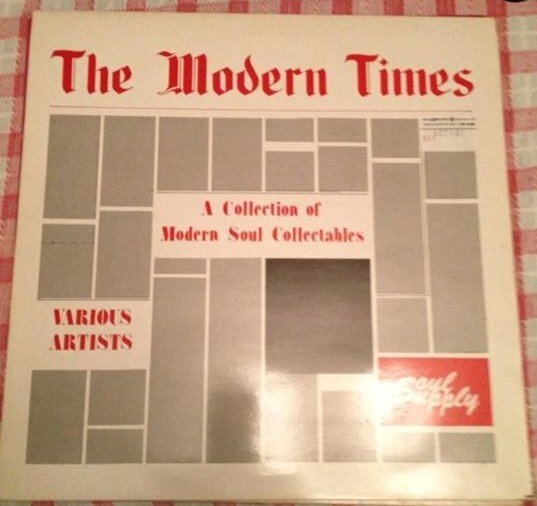 The Modern Times
A Collection of
Modern Soul Collectables
VARIOUS
ARTISTS
soul
supply